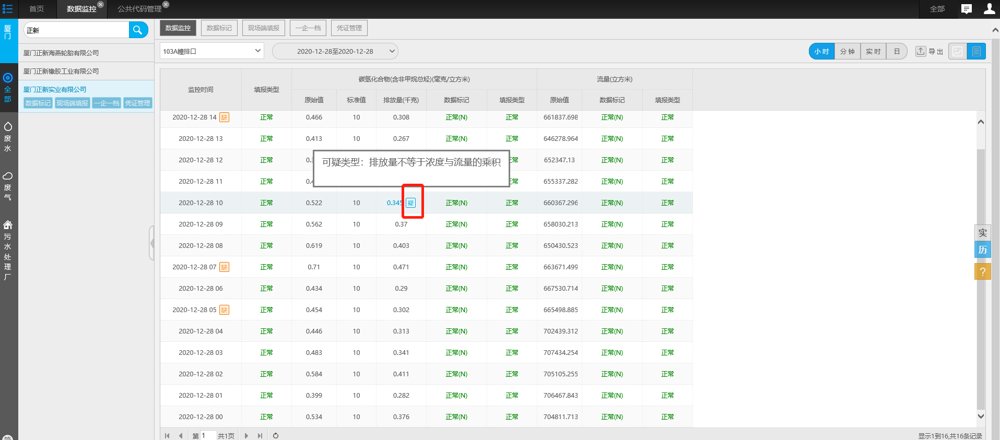 首页
数据监控
公共代码管理
全部
厦门
正新
厦门正新海燕轮胎有限公司
厦门正新橡胶工业有限公司
厦门正新实业有限公司
数据标记 现场端填报 一企一档 凭证管理
全部
废水
废气
污水处理厂
数据监控 数据标记 现场端填报 一企一档 凭证管理
103A幢排口 2020-12-28至2020-12-28 小时 分钟 实时 日 导出
监控时间 填报类型 碳氢化合物(含非甲烷总烃)(毫克/立方米) 流量(立方米)
原始值 标准值 排放量(千克) 数据标记 填报类型 原始值 数据标记 填报类型
2020-12-28 14 缺 正常 0.466 10 0.308 正常(N) 正常 661837.698 正常(N) 正常
2020-12-28 13 正常 0.413 10 0.267 正常(N) 正常 646278.964 正常(N) 正常
2020-12-28 12 正常 正常 652347.13 正常(N) 正常
可疑类型：排放量不等于浓度与流量的乘积
2020-12-28 11 正常 正常 655337.282 正常(N) 正常
2020-12-28 10 正常 0.522 10 0.345 疑 正常(N) 正常 660367.296 正常(N) 正常
2020-12-28 09 正常 0.562 10 0.37 正常(N) 正常 658030.213 正常(N) 正常
2020-12-28 08 正常 0.619 10 0.403 正常(N) 正常 650430.523 正常(N) 正常
2020-12-28 07 缺 正常 0.71 10 0.471 正常(N) 正常 663671.499 正常(N) 正常
2020-12-28 06 正常 0.434 10 0.29 正常(N) 正常 667530.714 正常(N) 正常
2020-12-28 05 缺 正常 0.454 10 0.302 正常(N) 正常 665498.885 正常(N) 正常
2020-12-28 04 正常 0.446 10 0.313 正常(N) 正常 702439.312 正常(N) 正常
2020-12-28 03 正常 0.483 10 0.341 正常(N) 正常 707434.254 正常(N) 正常
2020-12-28 02 正常 0.584 10 0.411 正常(N) 正常 705105.255 正常(N) 正常
2020-12-28 01 正常 0.399 10 0.282 正常(N) 正常 706467.843 正常(N) 正常
2020-12-28 00 正常 0.534 10 0.376 正常(N) 正常 704811.713 正常(N) 正常
实
历
?
第 1 共1页 显示1到16,共16条记录